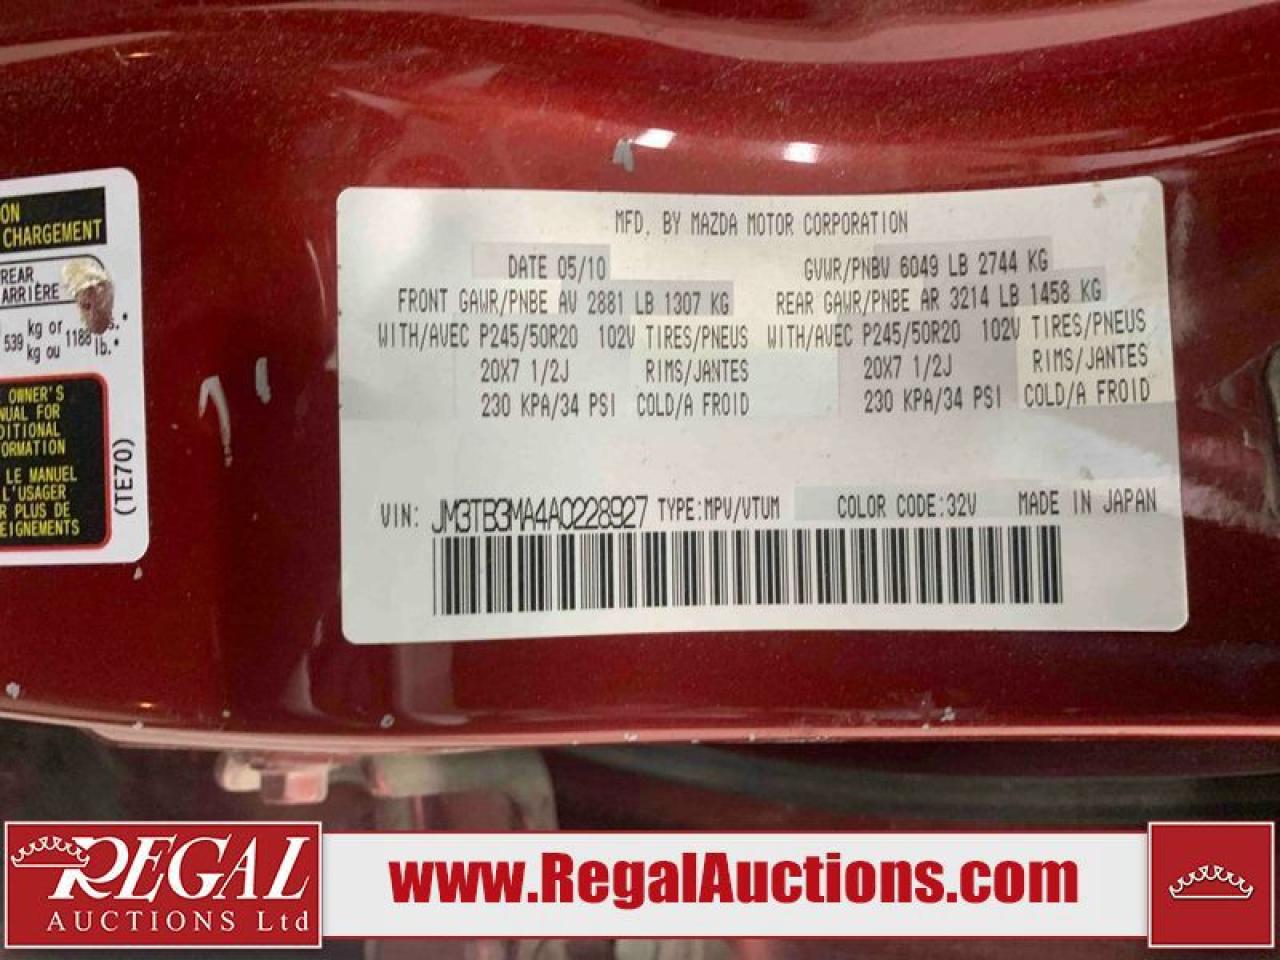 ON
CHARGEMENT
REAR
ARRIÈRE
539 kg or 1188 lb.*
kg ou
OWNER'S
NUAL FOR
DITIONAL
ORMATION
LE MANUEL
L'USAGER
R PLUS DE
EIGNEMENTS
(TE70)
MFD. BY MAZDA MOTOR CORPORATION
DATE 05/10 GVWR/PNBV 6049 LB 2744 KG
FRONT GAWR/PNBE AV 2881 LB 1307 KG REAR GAWR/PNBE AR 3214 LB 1458 KG
WITH/AVEC P245/50R20 102V TIRES/PNEUS WITH/AVEC P245/50R20 102V TIRES/PNEUS
20X7 1/2J RIMS/JANTES 20X7 1/2J RIMS/JANTES
230 KPA/34 PSI COLD/A FROID 230 KPA/34 PSI COLD/A FROID
VIN: JM3TB3MA4A0228927 TYPE:MPV/VTUM COLOR CODE:32V MADE IN JAPAN
REGAL
AUCTIONS Ltd
www.RegalAuctions.com